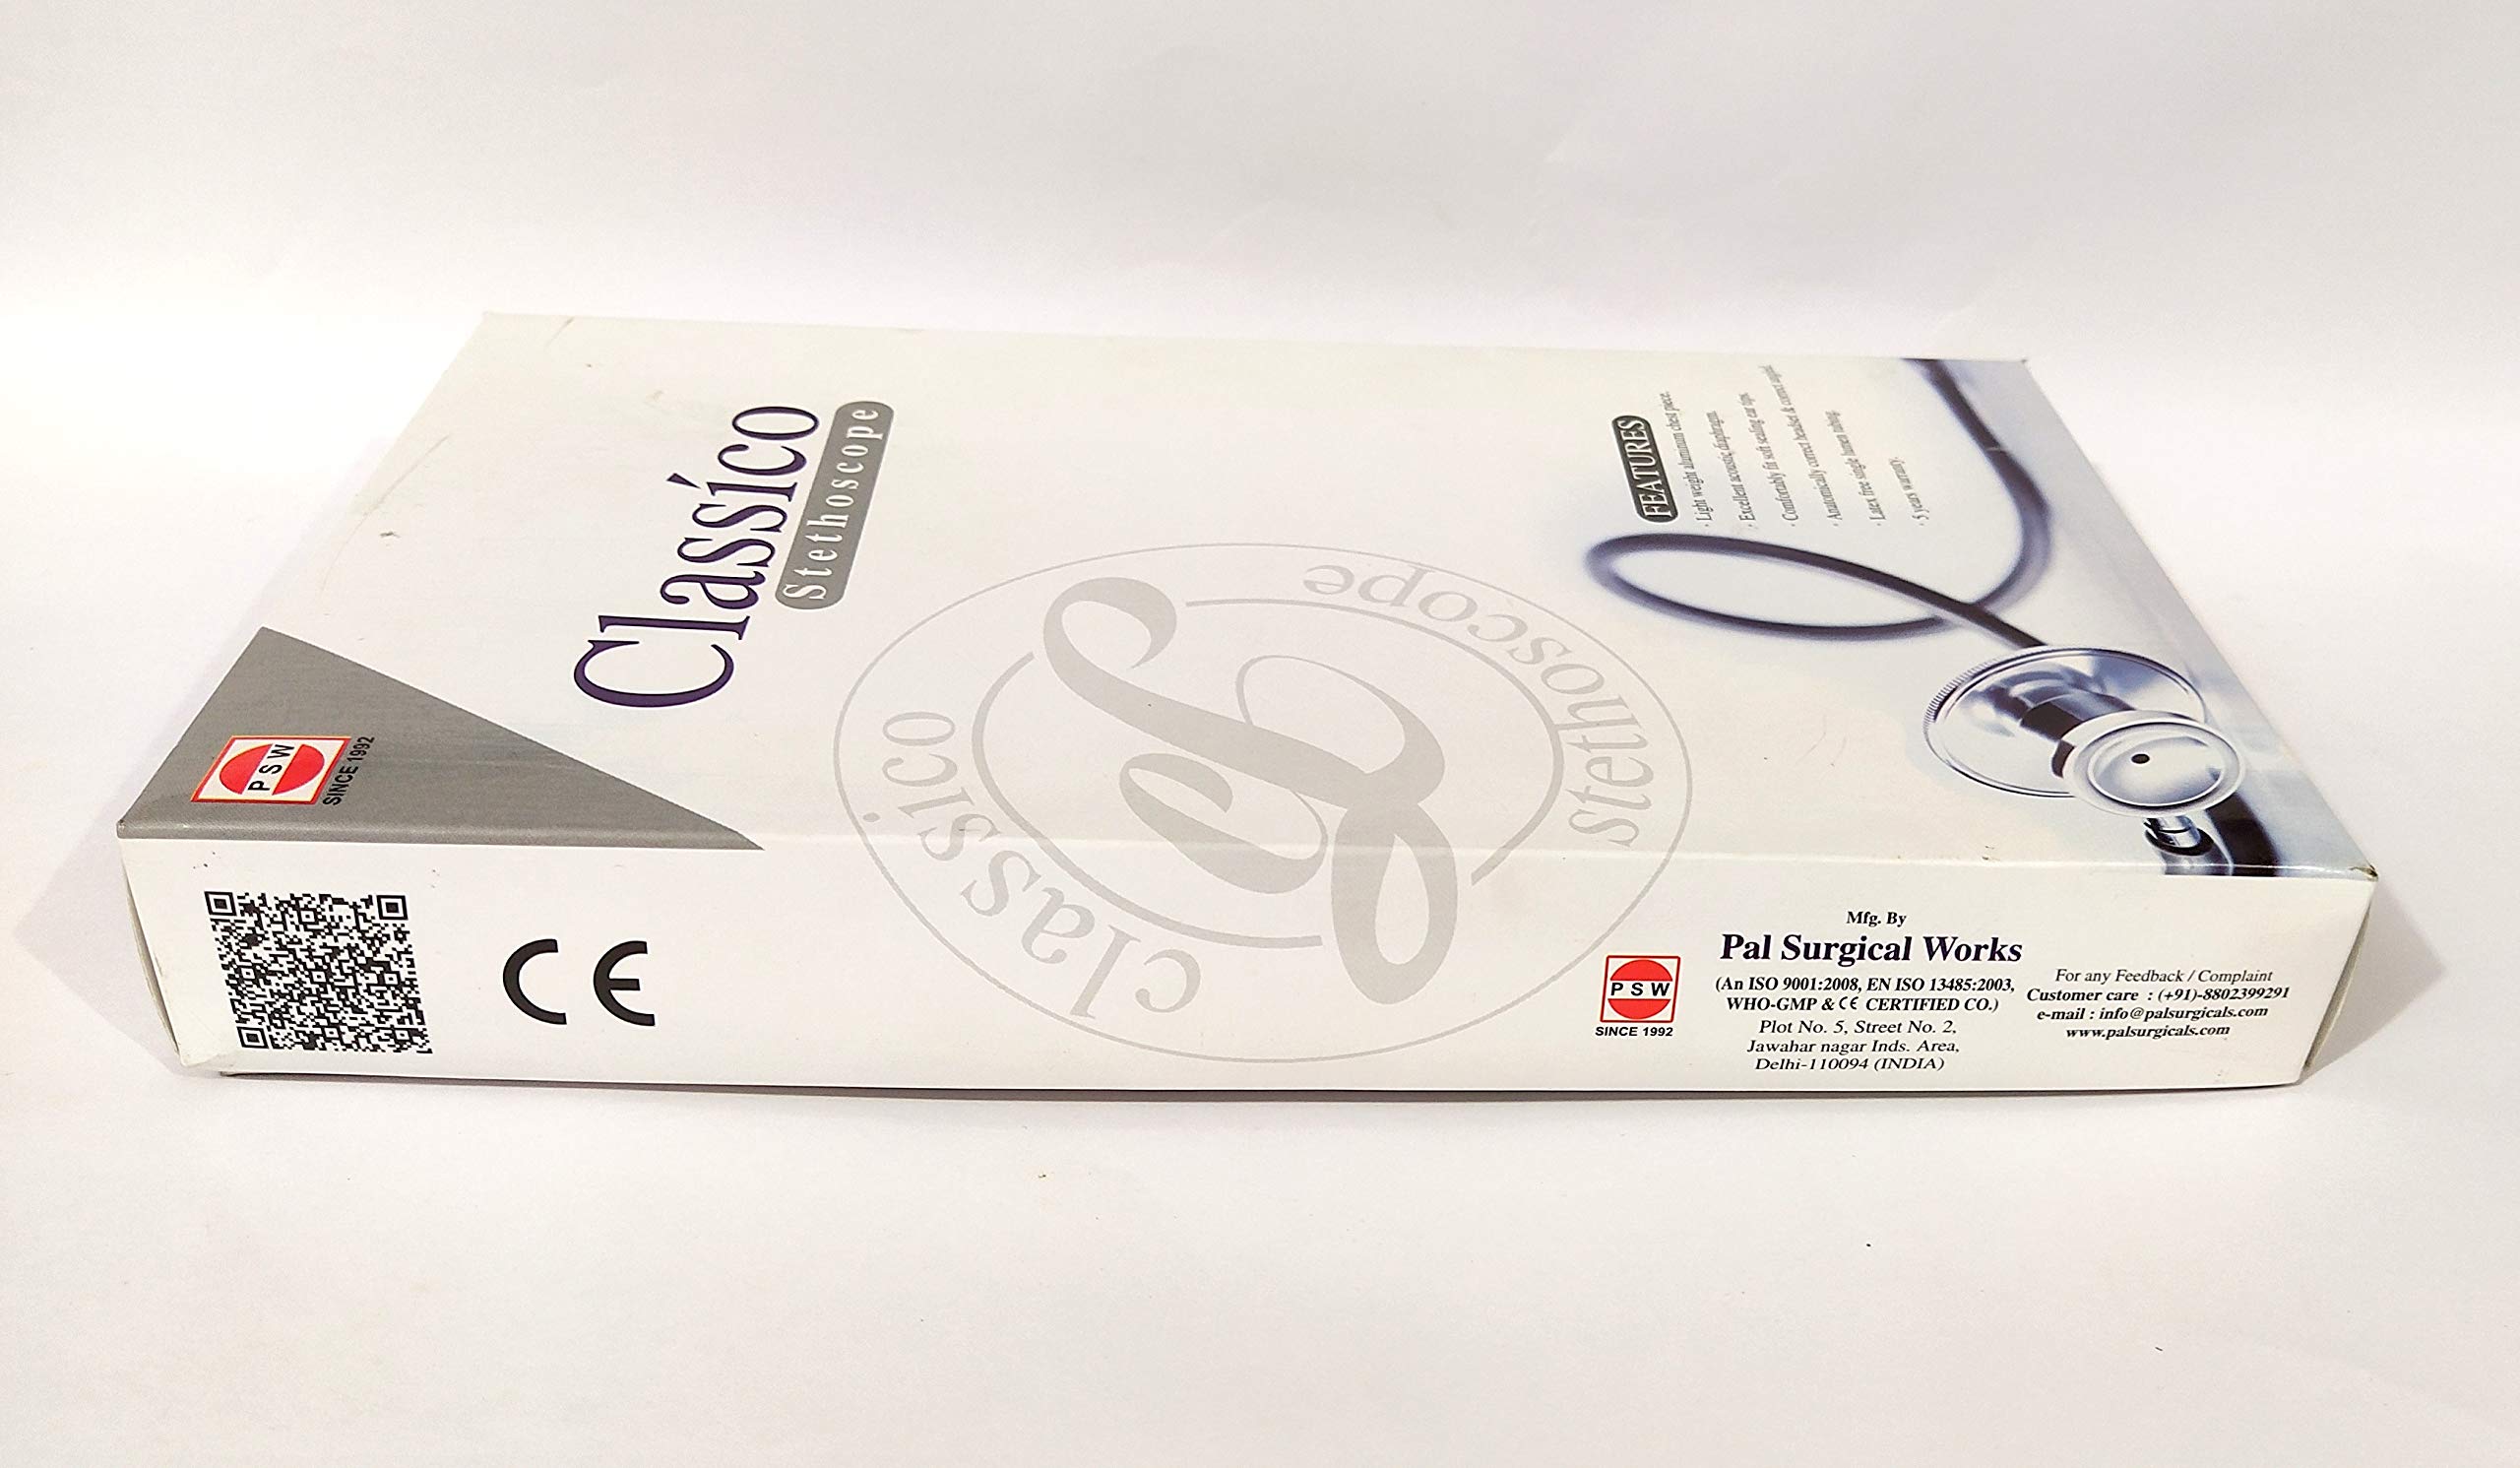 Classíco
Stethoscope
PSW
SINCE 1992
FEATURES
· Light weight aluminum chest piece.
· Excellent acoustic diaphragm.
· Comfortably fit soft sealing ear tips.
· Anatomically correct headset & correct angled.
· Latex free single lumen tubing.
· 5 years warranty.
classico
stethoscope
CE
PSW
SINCE 1992
Mfg. By
Pal Surgical Works
(An ISO 9001:2008, EN ISO 13485:2003,
WHO-GMP & CE CERTIFIED CO.)
Plot No. 5, Street No. 2,
Jawahar nagar Inds. Area,
Delhi-110094 (INDIA)
For any Feedback / Complaint
Customer care : (+91)-8802399291
e-mail : info@palsurgicals.com
www.palsurgicals.com